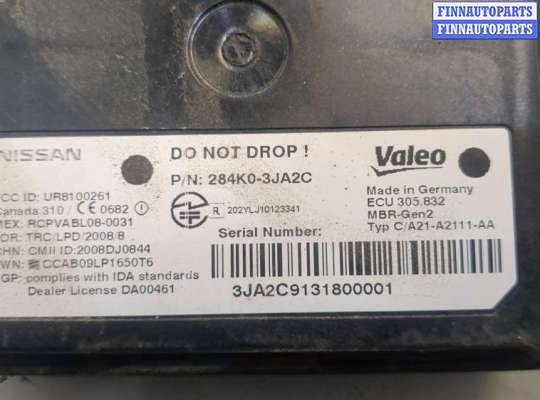 FINNAUTOPARTS
FINNAUTOPARTS
NISSAN
DO NOT DROP !
Valeo
P/N: 284K0-3JA2C
CC ID: UR8100261
Canada 310 / CE 0682
MEX: RCPVABL08-0031
OR: TRC/LPD/2008/8
CHN: CMII ID:2008DJ0844
WN: CCAB09LP1650T6
GP: complies with IDA standards
Dealer License DA00461
R 202YLJ10123341
Made in Germany
ECU 305.832
MBR-Gen2
Typ C/A21-A2111-AA
Serial Number:
3JA2C9131800001